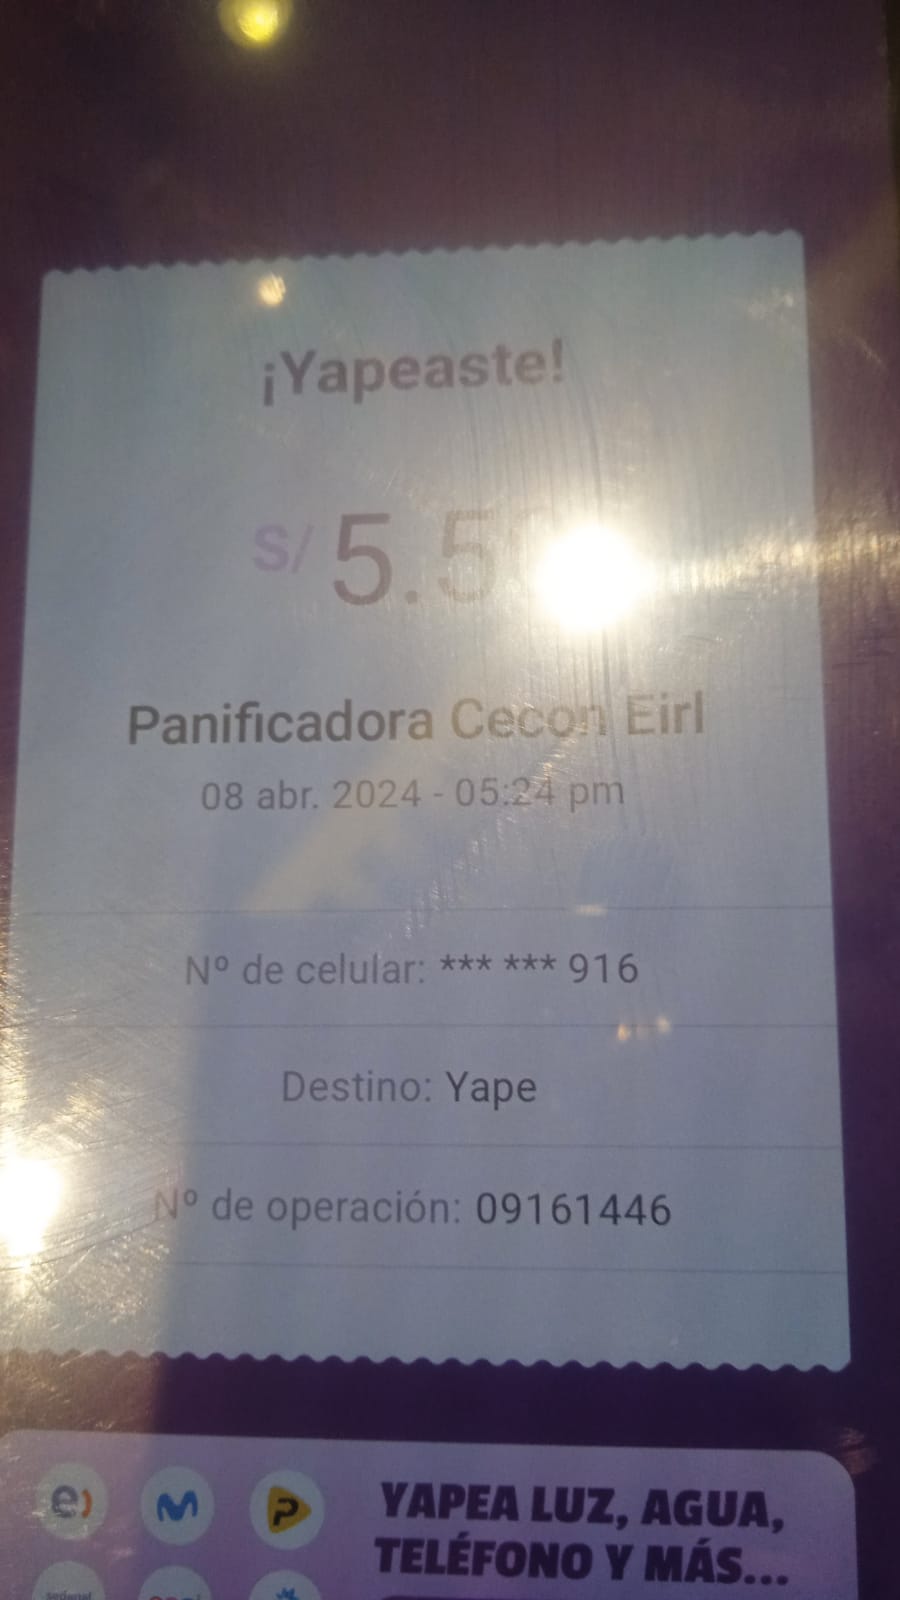 ¡Yapeaste!
S/ 5.5
Panificadora Cecon Eirl
08 abr. 2024 - 05:24 pm
Nº de celular: *** *** 916
Destino: Yape
Nº de operación: 09161446
e)
YAPEA LUZ, AGUA,
TELÉFONO Y MÁS...